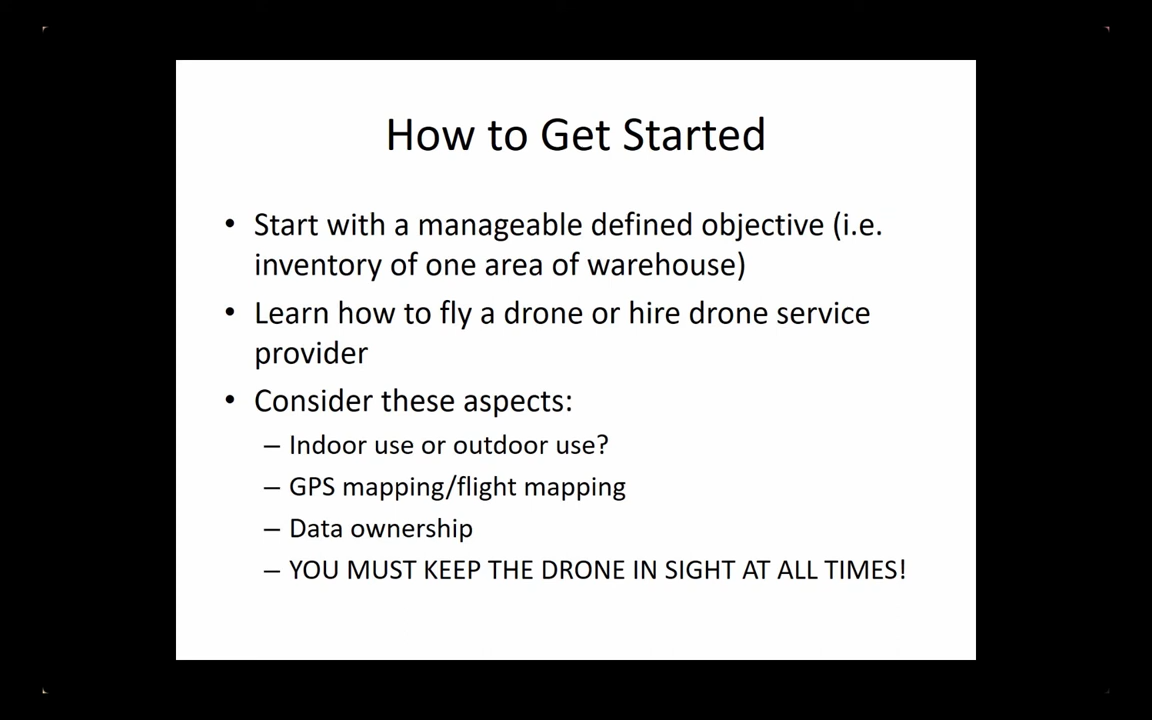 How to Get Started
• Start with a manageable defined objective (i.e.
inventory of one area of warehouse)
• Learn how to fly a drone or hire drone service
provider
• Consider these aspects:
– Indoor use or outdoor use?
– GPS mapping/flight mapping
– Data ownership
– YOU MUST KEEP THE DRONE IN SIGHT AT ALL TIMES!